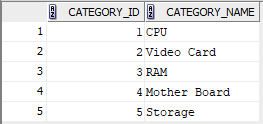 CATEGORY_ID CATEGORY_NAME
1 1 CPU
2 2 Video Card
3 3 RAM
4 4 Mother Board
5 5 Storage